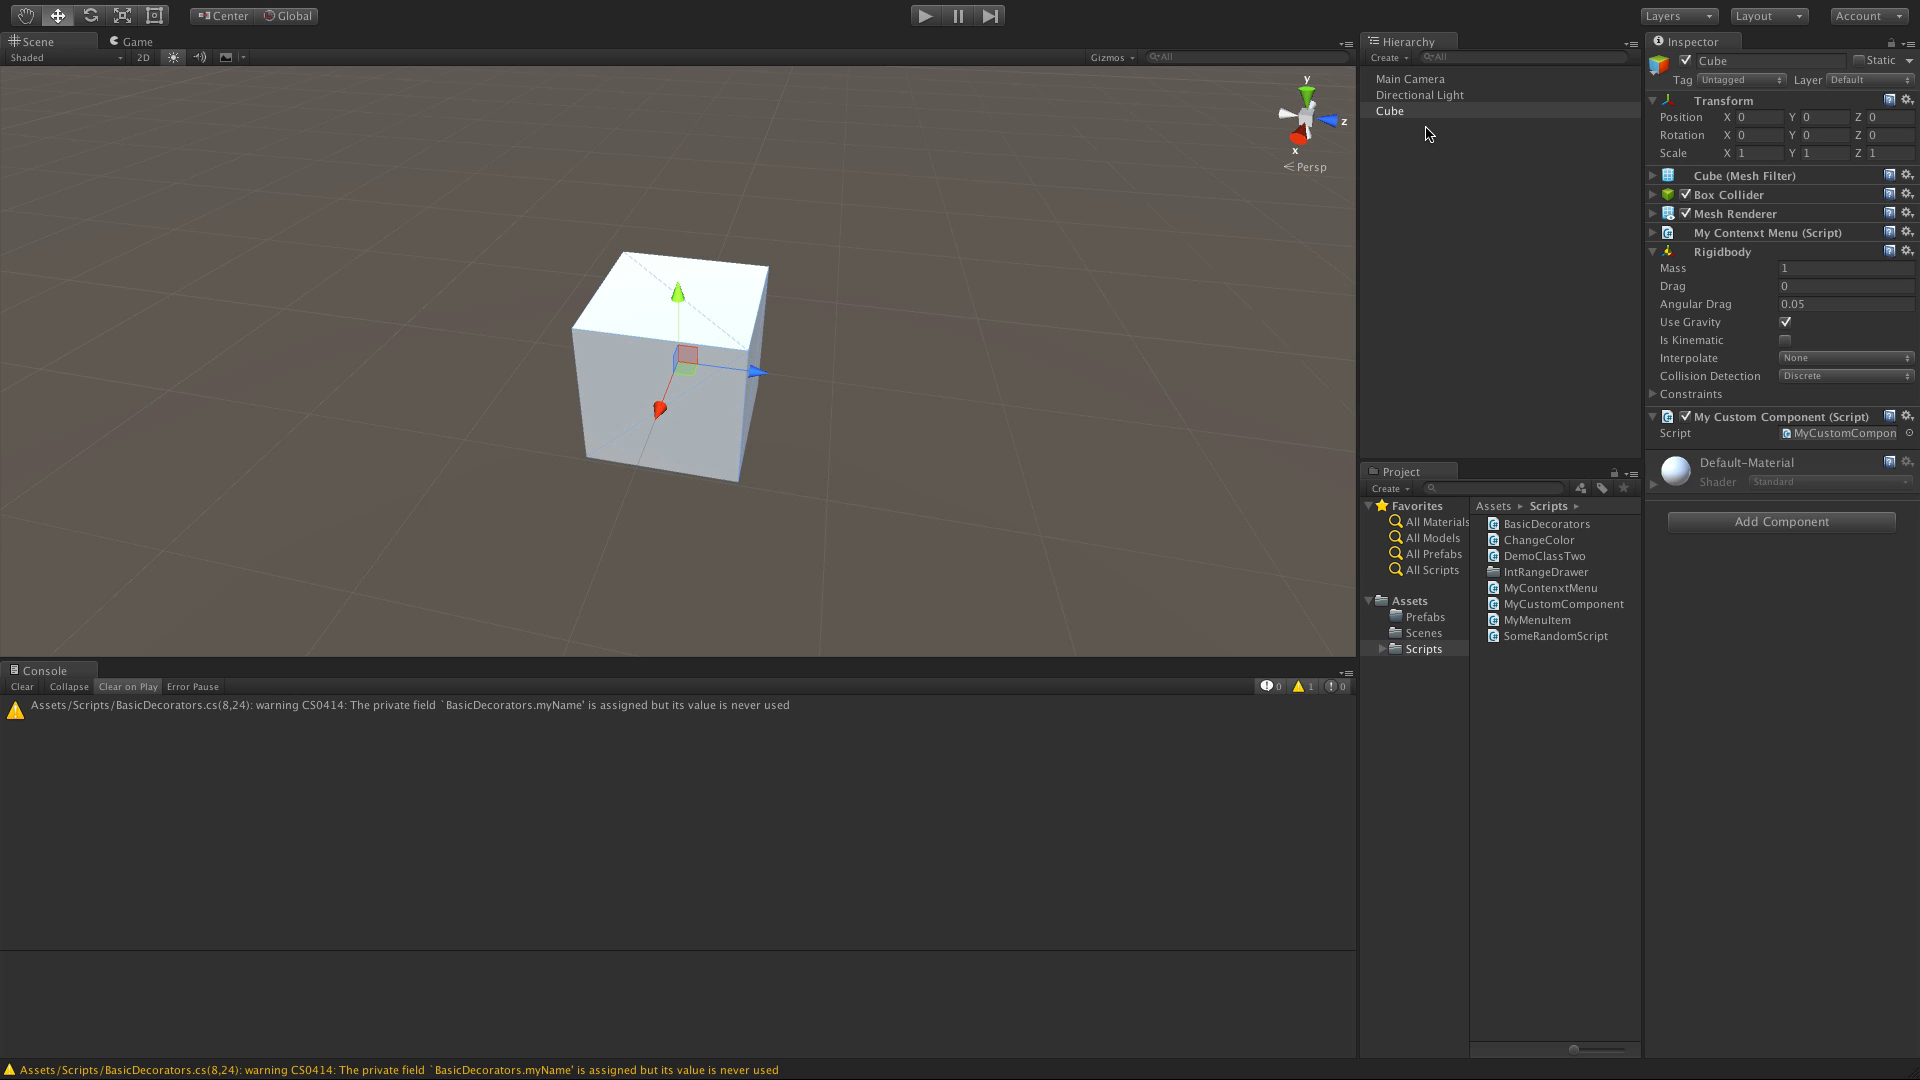 Center Global
Layers Layout Account
Scene Game
Shaded 2D Gizmos All
y
z
x
Persp
Hierarchy
Create All
Main Camera
Directional Light
Cube
Inspector
Cube Static
Tag Untagged Layer Default
Transform
Position X 0 Y 0 Z 0
Rotation X 0 Y 0 Z 0
Scale X 1 Y 1 Z 1
Cube (Mesh Filter)
Box Collider
Mesh Renderer
My Contenxt Menu (Script)
Rigidbody
Mass 1
Drag 0
Angular Drag 0.05
Use Gravity
Is Kinematic
Interpolate None
Collision Detection Discrete
Constraints
My Custom Component (Script)
Script MyCustomCompon
Default-Material
Shader Standard
Add Component
Project
Create
Favorites
All Materials
All Models
All Prefabs
All Scripts
Assets
Prefabs
Scenes
Scripts
Assets Scripts
BasicDecorators
ChangeColor
DemoClassTwo
IntRangeDrawer
MyContenxtMenu
MyCustomComponent
MyMenuItem
SomeRandomScript
Console
Clear Collapse Clear on Play Error Pause 0 1 0
Assets/Scripts/BasicDecorators.cs(8,24): warning CS0414: The private field `BasicDecorators.myName' is assigned but its value is never used
Assets/Scripts/BasicDecorators.cs(8,24): warning CS0414: The private field `BasicDecorators.myName' is assigned but its value is never used